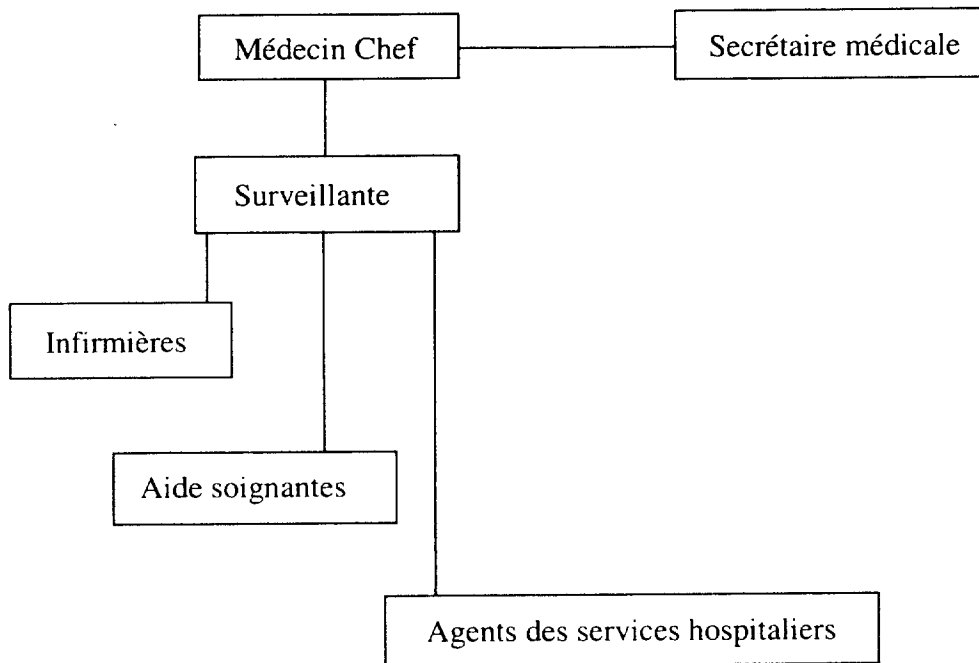 Médecin Chef
Secrétaire médicale
Surveillante
Infirmières
Aide soignantes
Agents des services hospitaliers